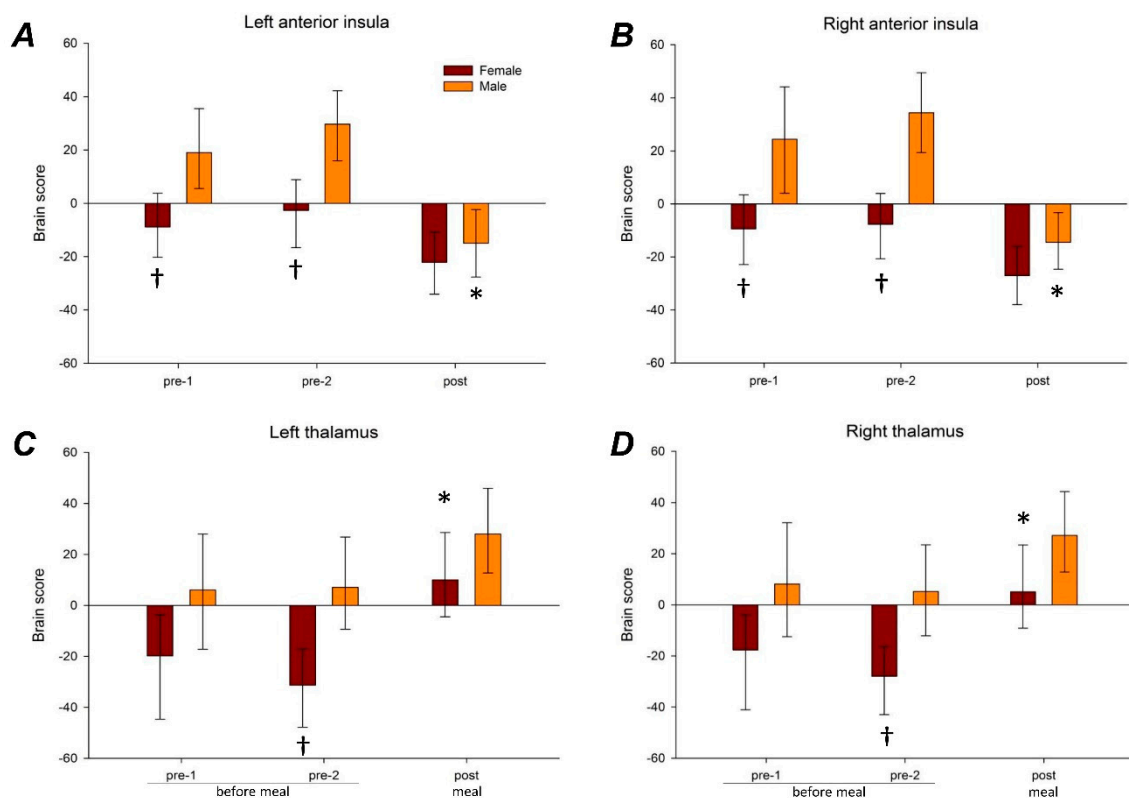 A
Left anterior insula
60
40
20
0
-20
-40
-60
Brain score
Female
Male
†
†
*
pre-1
pre-2
post
B
Right anterior insula
60
40
20
0
-20
-40
-60
Brain score
†
†
*
pre-1
pre-2
post
C
Left thalamus
60
40
20
0
-20
-40
-60
Brain score
*
†
pre-1
pre-2
post
before meal
meal
D
Right thalamus
60
40
20
0
-20
-40
-60
Brain score
*
†
pre-1
pre-2
post
before meal
meal